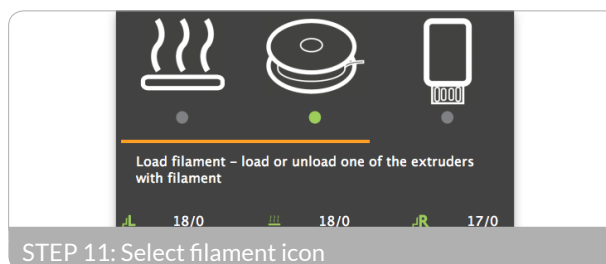 Load filament – load or unload one of the extruders
with filament
L 18/0 18/0 R 17/0
STEP 11: Select filament icon